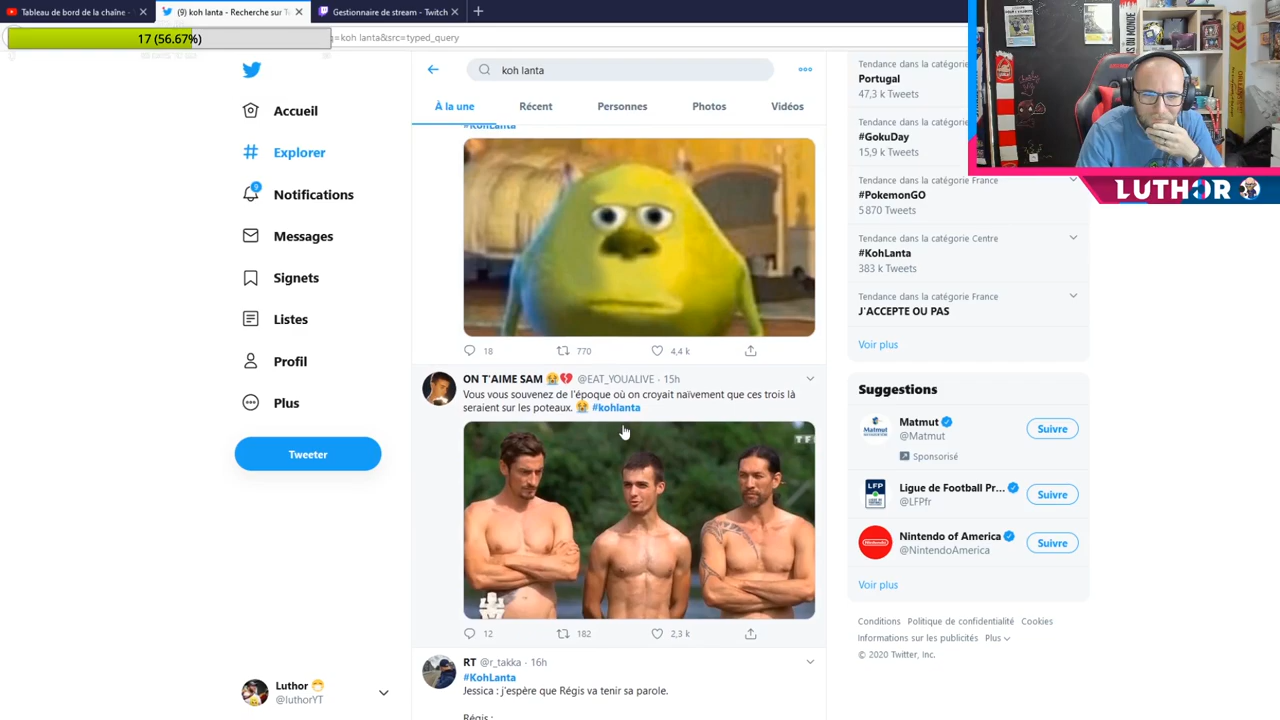 Tableau de bord de la chaîne -
(9) koh lanta - Recherche sur T
Gestionnaire de stream - Twitch
17 (56.67%)
=koh lanta&src=typed_query
koh lanta
À la une
Récent
Personnes
Photos
Vidéos
Accueil
Explorer
9
Notifications
Messages
Signets
Listes
Profil
Plus
Tweeter
Luthor
@luthorYT
#KohLanta
18
770
4,4 k
ON T'AIME SAM @EAT_YOUALIVE · 15h
Vous vous souvenez de l'époque où on croyait naïvement que ces trois là
seraient sur les poteaux. #kohlanta
12
182
2,3 k
RT @r_takka · 16h
#KohLanta
Jessica : j'espère que Régis va tenir sa parole.
Régis :
Tendance dans la catégorie
Portugal
47,3 k Tweets
Tendance dans la catégorie
#GokuDay
15,9 k Tweets
Tendance dans la catégorie France
#PokemonGO
5 870 Tweets
Tendance dans la catégorie Centre
#KohLanta
383 k Tweets
Tendance dans la catégorie France
J'ACCEPTE OU PAS
Voir plus
Suggestions
Matmut
@Matmut
Suivre
Sponsorisé
Ligue de Football Pr...
@LFPfr
Suivre
Nintendo of America
@NintendoAmerica
Suivre
Voir plus
Conditions Politique de confidentialité Cookies
Informations sur les publicités Plus
© 2020 Twitter, Inc.
LUTHOR